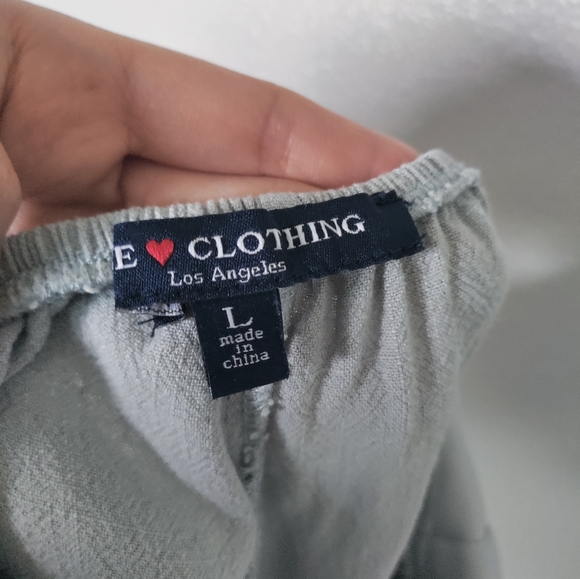 E ♥ CLOTHING
Los Angeles
L
made
in
china